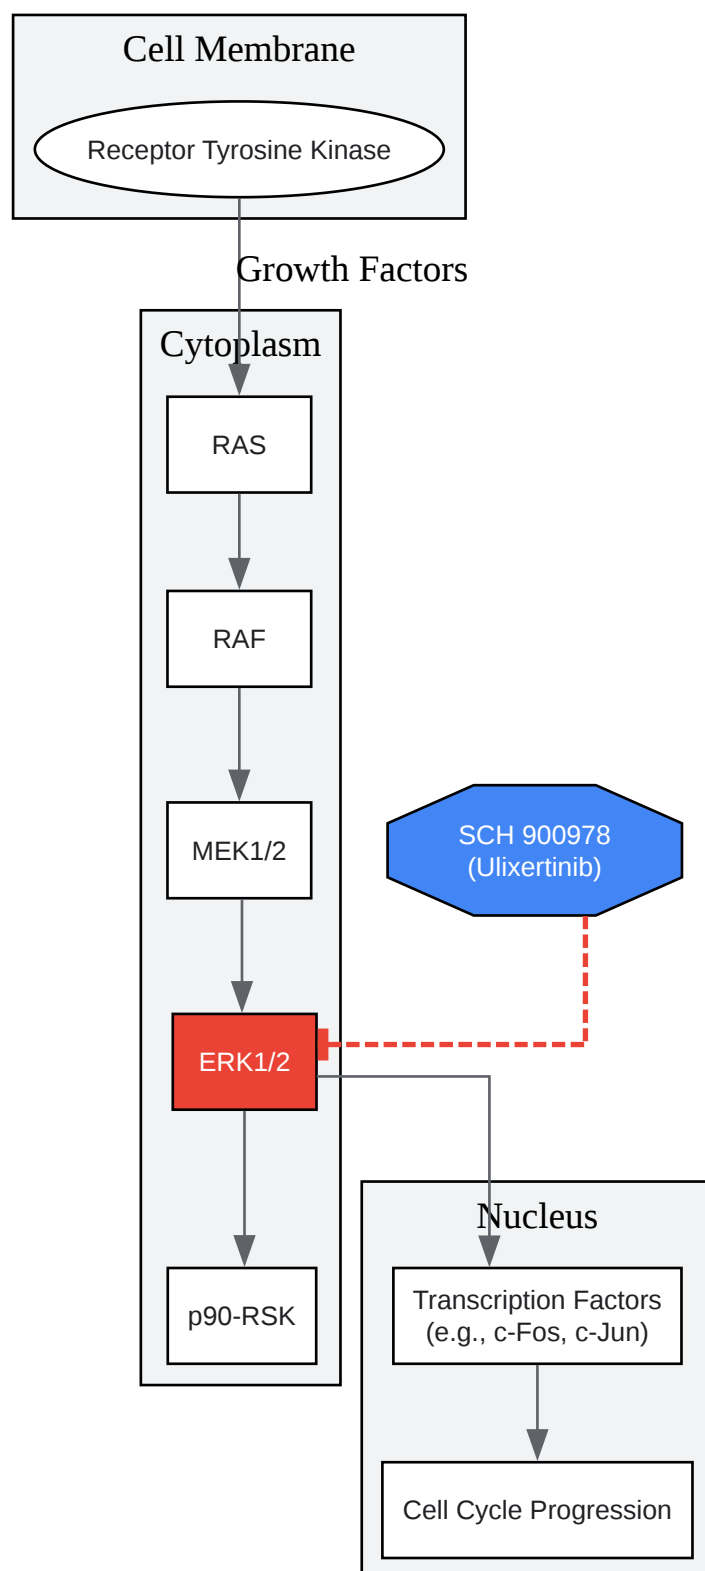 Cell Membrane
Receptor Tyrosine Kinase
Growth Factors
Cytoplasm
RAS
RAF
MEK1/2
SCH 900978
(Ulixertinib)
ERK1/2
Nucleus
p90-RSK
Transcription Factors
(e.g., c-Fos, c-Jun)
Cell Cycle Progression